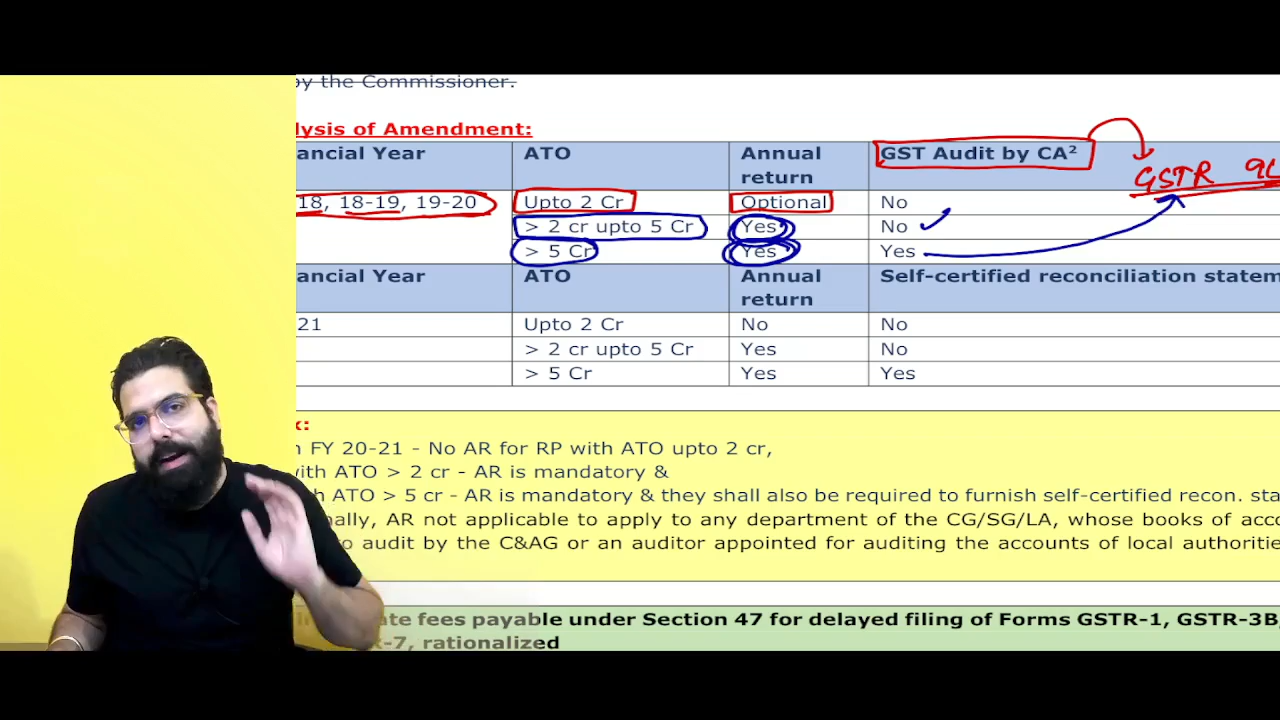 by the Commissioner.
lysis of Amendment:
ancial Year ATO Annual return GST Audit by CA²
GSTR 9C
18, 18-19, 19-20 Upto 2 Cr Optional No
> 2 cr upto 5 Cr Yes No
> 5 Cr Yes Yes
ancial Year ATO Annual return Self-certified reconciliation statem
21 Upto 2 Cr No No
> 2 cr upto 5 Cr Yes No
> 5 Cr Yes Yes
x:
FY 20-21 - No AR for RP with ATO upto 2 cr,
with ATO > 2 cr - AR is mandatory &
ATO > 5 cr - AR is mandatory & they shall also be required to furnish self-certified recon. sta
nally, AR not applicable to apply to any department of the CG/SG/LA, whose books of acco
to audit by the C&AG or an auditor appointed for auditing the accounts of local authoritie
ate fees payable under Section 47 for delayed filing of Forms GSTR-1, GSTR-3B,
-7, rationalized